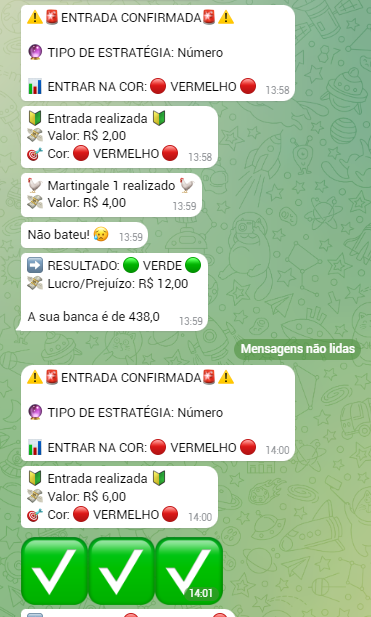 ⚠️🚨ENTRADA CONFIRMADA🚨⚠️
🔮 TIPO DE ESTRATÉGIA: Número
📊 ENTRAR NA COR: 🔴 VERMELHO 🔴 13:58
🔰 Entrada realizada 🔰
💸 Valor: R$ 2,00
🎯 Cor: 🔴 VERMELHO 🔴 13:58
🐓 Martingale 1 realizado 🐓
💸 Valor: R$ 4,00 13:59
Não bateu! 😥 13:59
➡️ RESULTADO: 🟢 VERDE 🟢
💸 Lucro/Prejuízo: R$ 12,00
A sua banca é de 438,0 13:59
Mensagens não lidas
⚠️🚨ENTRADA CONFIRMADA🚨⚠️
🔮 TIPO DE ESTRATÉGIA: Número
📊 ENTRAR NA COR: 🔴 VERMELHO 🔴 14:00
🔰 Entrada realizada 🔰
💸 Valor: R$ 6,00
🎯 Cor: 🔴 VERMELHO 🔴 14:00
✅✅✅ 14:01